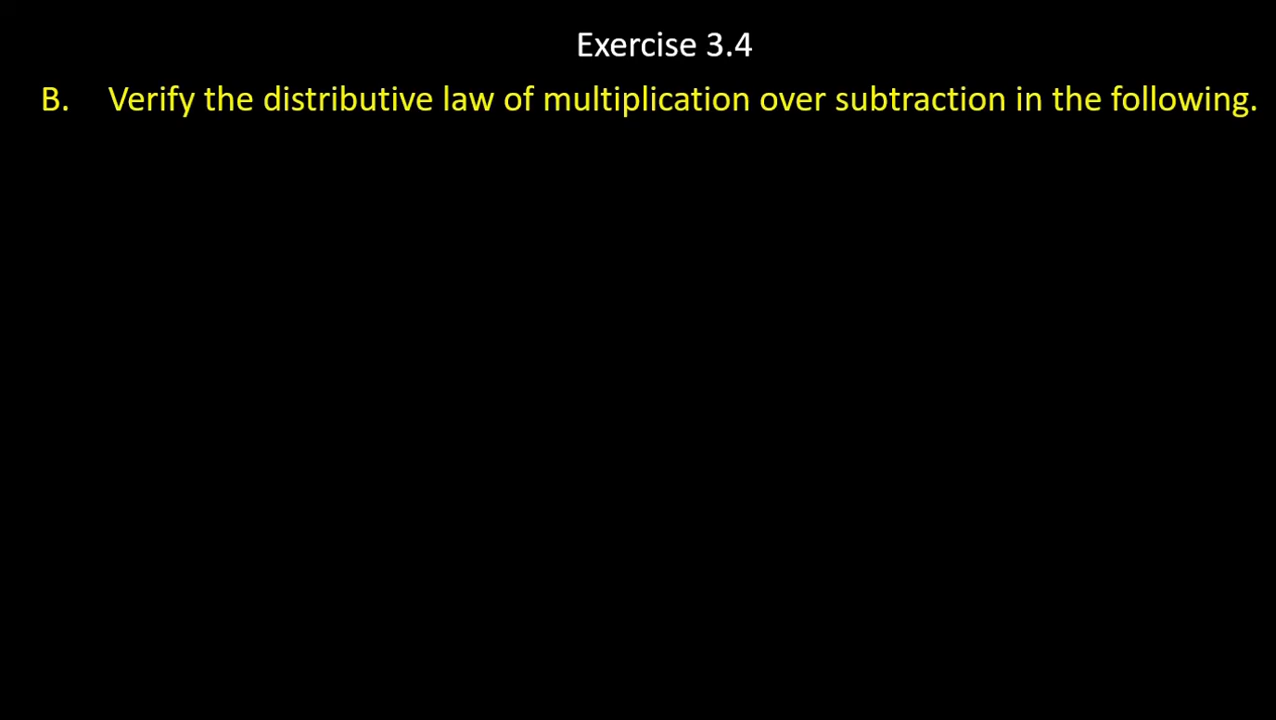 Exercise 3.4
B. Verify the distributive law of multiplication over subtraction in the following.